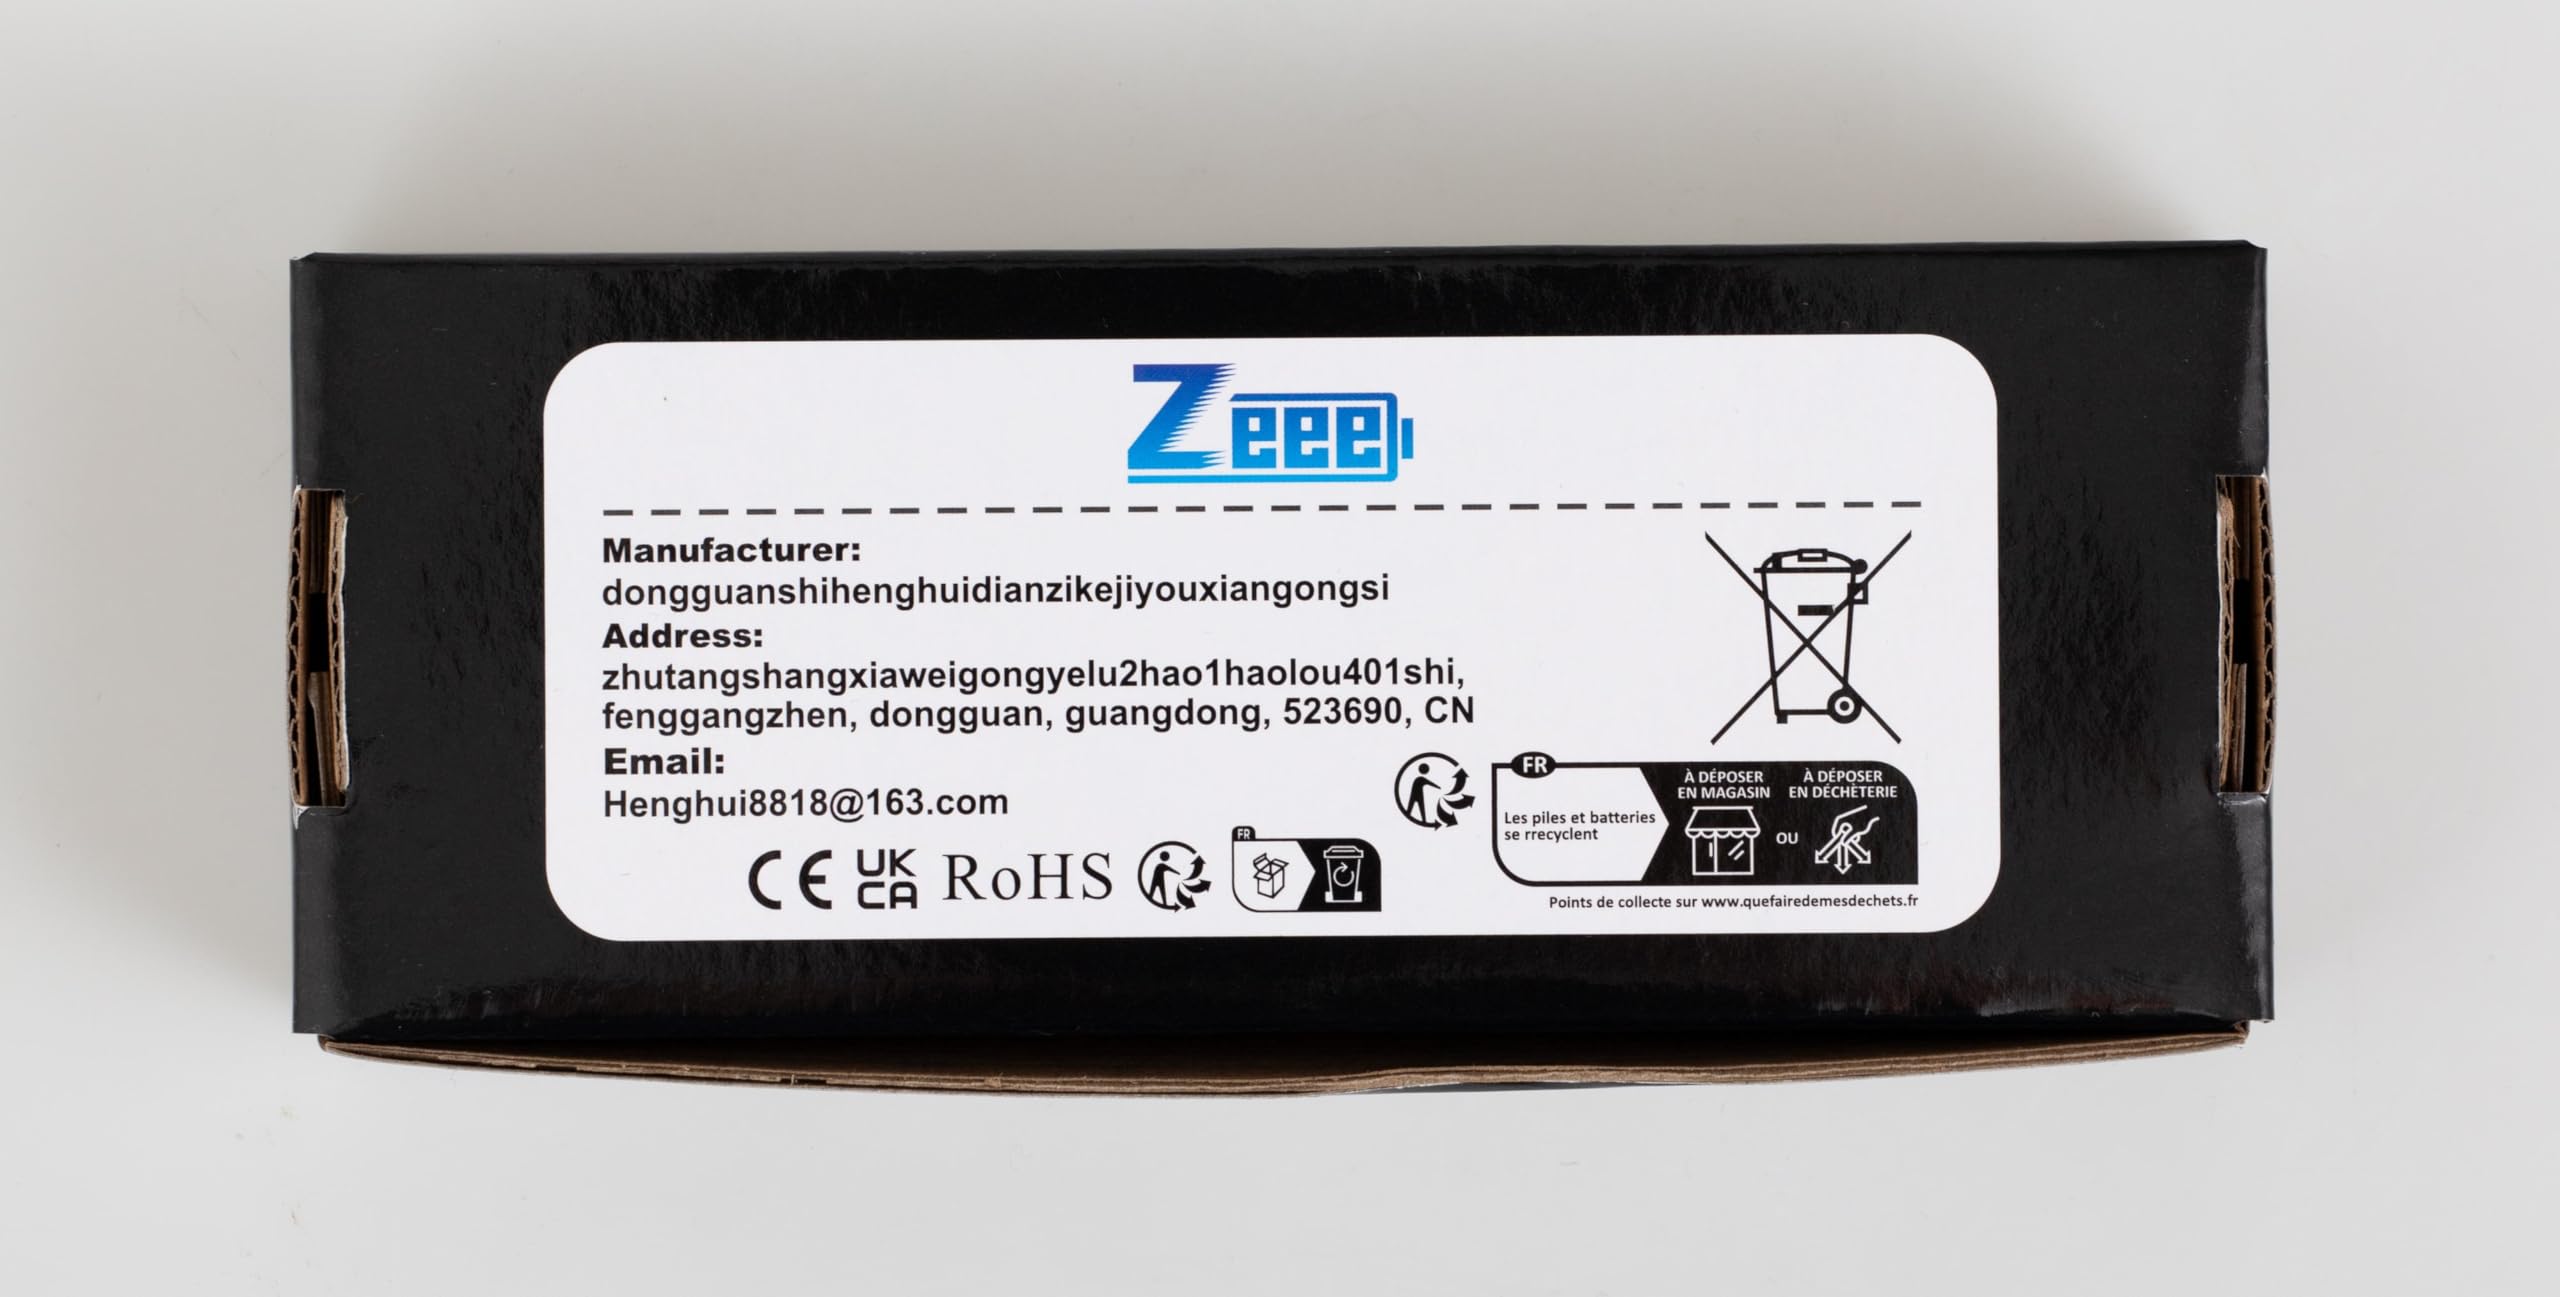 Zeee
Manufacturer:
dongguanshihenghuidianzikejiyouxiangongsi
Address:
zhutangshangxiaweigongyelu2hao1haolou401shi,
fenggangzhen, dongguan, guangdong, 523690, CN
Email:
Henghui8818@163.com
CE UK CA RoHS
FR
FR
Les piles et batteries
se rrecyclent
À DÉPOSER
EN MAGASIN
OU
À DÉPOSER
EN DÉCHÈTERIE
Points de collecte sur www.quefairedemesdechets.fr